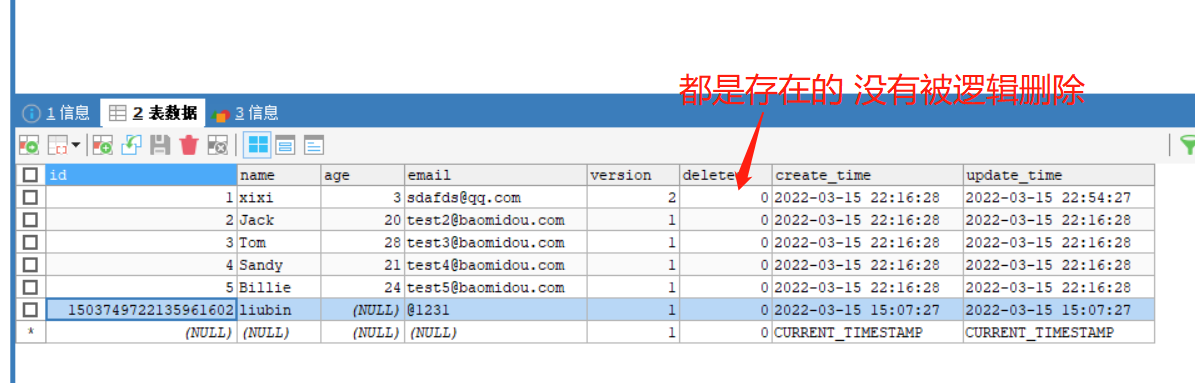 都是存在的 没有被逻辑删除
1 信息 2 表数据 3 信息
id name age email version delete create_time update_time
1 xixi 3 sdafds@qq.com 2 0 2022-03-15 22:16:28 2022-03-15 22:54:27
2 Jack 20 test2@baomidou.com 1 0 2022-03-15 22:16:28 2022-03-15 22:16:28
3 Tom 28 test3@baomidou.com 1 0 2022-03-15 22:16:28 2022-03-15 22:16:28
4 Sandy 21 test4@baomidou.com 1 0 2022-03-15 22:16:28 2022-03-15 22:16:28
5 Billie 24 test5@baomidou.com 1 0 2022-03-15 22:16:28 2022-03-15 22:16:28
1503749722135961602 liubin (NULL) @1231 1 0 2022-03-15 15:07:27 2022-03-15 15:07:27
* (NULL) (NULL) (NULL) (NULL) 1 0 CURRENT_TIMESTAMP CURRENT_TIMESTAMP